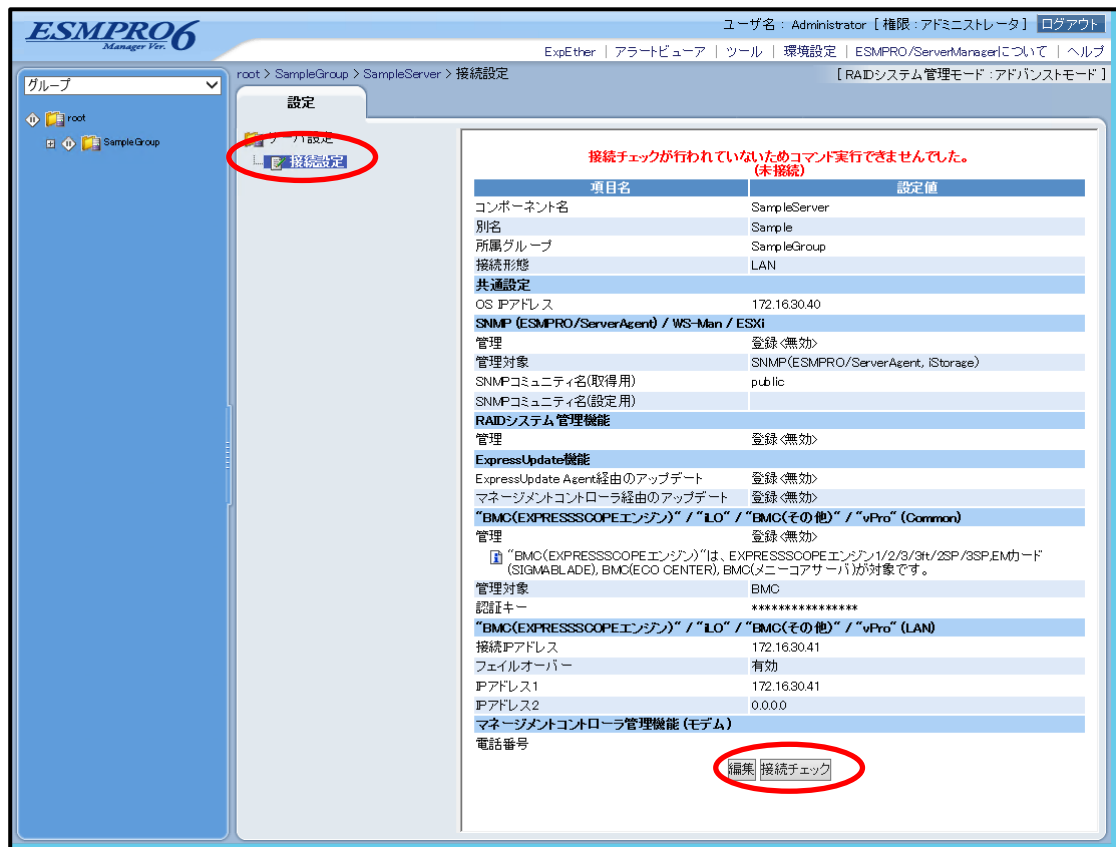 ESMPRO6
Manager Ver.
ユーザ名 : Administrator [ 権限 : アドミニストレータ ] ログアウト
ExpEther | アラートビューア | ツール | 環境設定 | ESMPRO/ServerManagerについて | ヘルプ
グループ
root > SampleGroup > SampleServer > 接続設定
[ RAIDシステム管理モード : アドバンストモード ]
設定
root
SampleGroup
サーバ設定
接続設定
接続チェックが行われていないためコマンド実行できませんでした。
(未接続)
項目名 設定値
コンポーネント名 SampleServer
別名 Sample
所属グループ SampleGroup
接続形態 LAN
共通設定
OS IPアドレス 172.16.30.40
SNMP (ESMPRO/ServerAgent) / WS-Man / ESXi
管理 登録<無効>
管理対象 SNMP(ESMPRO/ServerAgent, iStorage)
SNMPコミュニティ名(取得用) public
SNMPコミュニティ名(設定用)
RAIDシステム管理機能
管理 登録<無効>
ExpressUpdate機能
ExpressUpdate Agent経由のアップデート 登録<無効>
マネージメントコントローラ経由のアップデート 登録<無効>
"BMC(EXPRESSSCOPEエンジン)" / "iLO" / "BMC(その他)" / "vPro" (Common)
管理 登録<無効>
"BMC(EXPRESSSCOPEエンジン)"は、EXPRESSSCOPEエンジン1/2/3/3ft/2SP/3SP,EMカード
(SIGMABLADE), BMC(ECO CENTER), BMC(メニーコアサーバ)が対象です。
管理対象 BMC
認証キー ****************
"BMC(EXPRESSSCOPEエンジン)" / "iLO" / "BMC(その他)" / "vPro" (LAN)
接続IPアドレス 172.16.30.41
フェイルオーバー 有効
IPアドレス1 172.16.30.41
IPアドレス2 0.0.0.0
マネージメントコントローラ管理機能 (モデム)
電話番号
編集 接続チェック